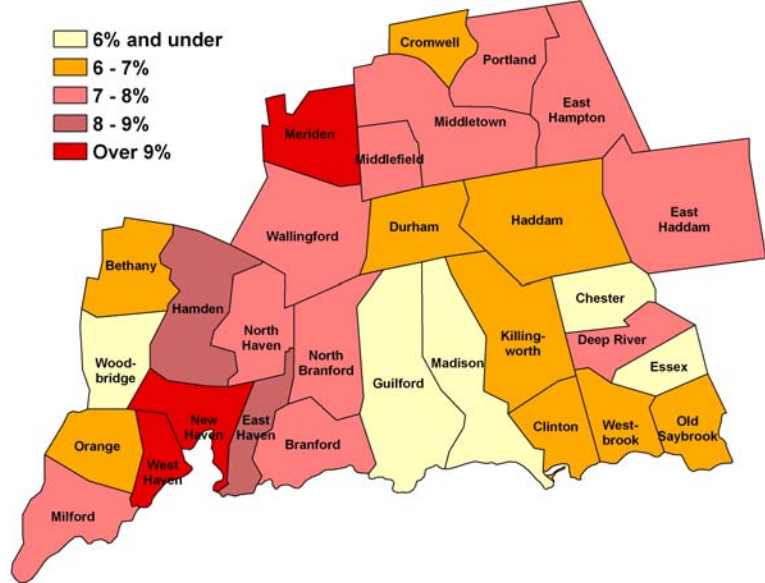 6% and under
6 - 7%
7 - 8%
8 - 9%
Over 9%
Cromwell
Portland
East
Hampton
Meriden
Middletown
Middlefield
Wallingford
Durham
Haddam
East
Haddam
Bethany
Hamden
North
Haven
Chester
Wood-
bridge
North
Branford
Guilford
Madison
Killing-
worth
Deep River
Essex
New
Haven
East
Haven
Branford
Clinton
West-
brook
Old
Saybrook
Orange
West
Haven
Milford